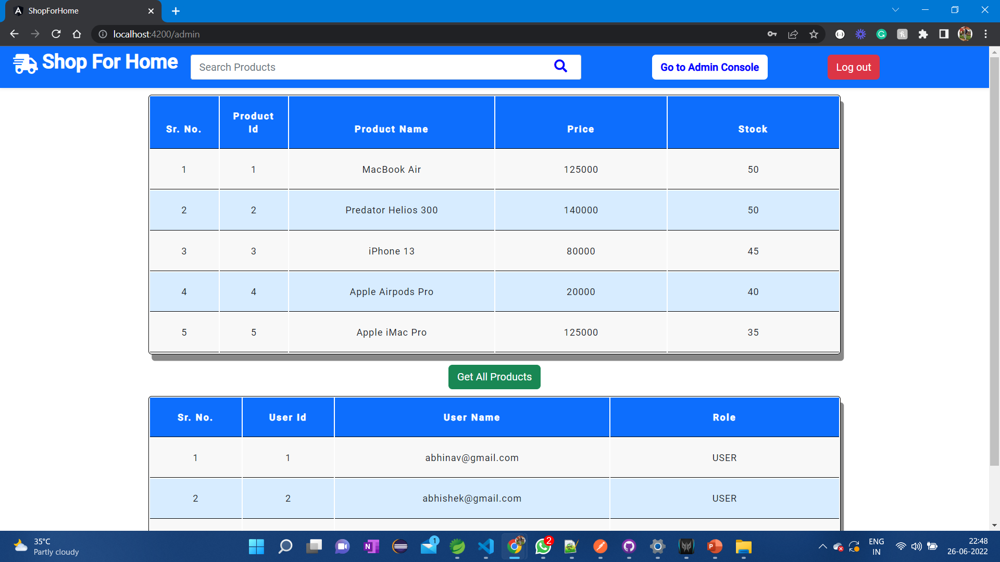 ShopForHome
localhost:4200/admin
Shop For Home
Search Products
Go to Admin Console
Log out
Sr. No. Product Id Product Name Price Stock
1 1 MacBook Air 125000 50
2 2 Predator Helios 300 140000 50
3 3 iPhone 13 80000 45
4 4 Apple Airpods Pro 20000 40
5 5 Apple iMac Pro 125000 35
Get All Products
Sr. No. User Id User Name Role
1 1 abhinav@gmail.com USER
2 2 abhishek@gmail.com USER
35°C
Partly cloudy
1
2
ENG
IN
22:48
26-06-2022